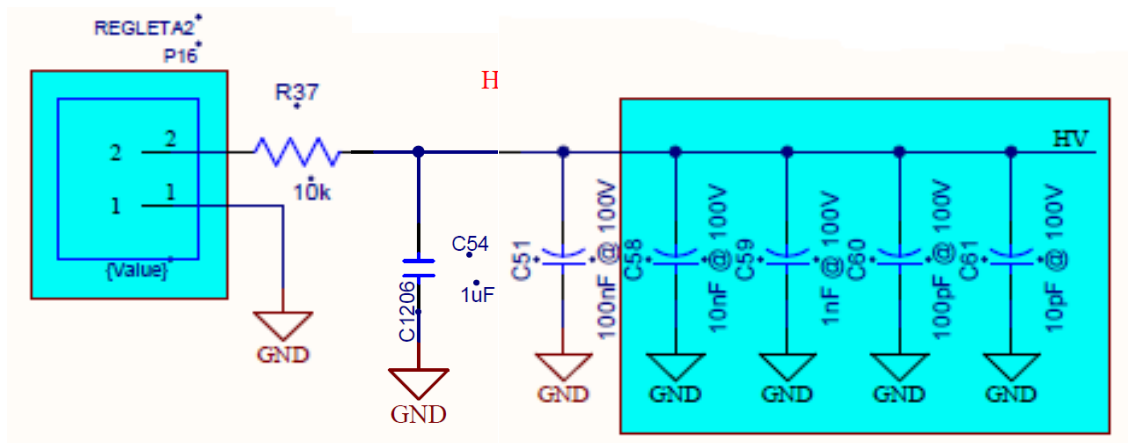 REGLETA2
P16
R37
H
2
2
HV
10k
1
1
C54
C51
100nF @ 100V
C58
10nF @ 100V
C59
1nF @ 100V
C60
100pF @ 100V
C61
10pF @ 100V
{Value}
C1206
1uF
GND
GND
GND
GND
GND
GND
GND